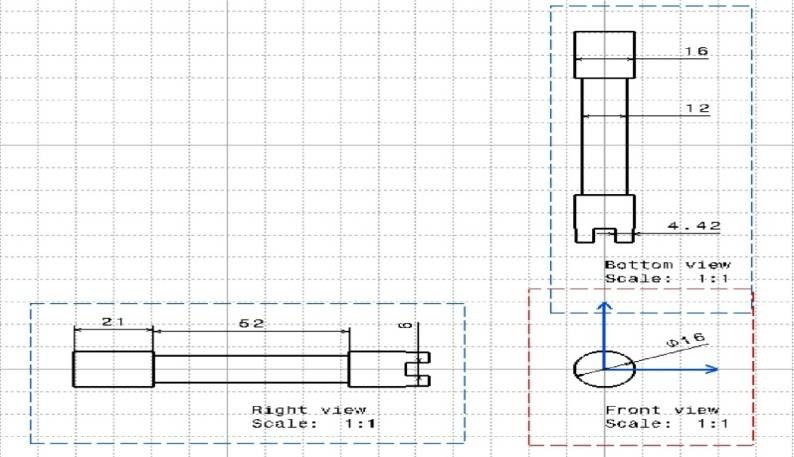 16
12
4.42
Bottom view
Scale: 1:1
21
52
6
Right view
Scale: 1:1
Ø16
Front view
Scale: 1:1